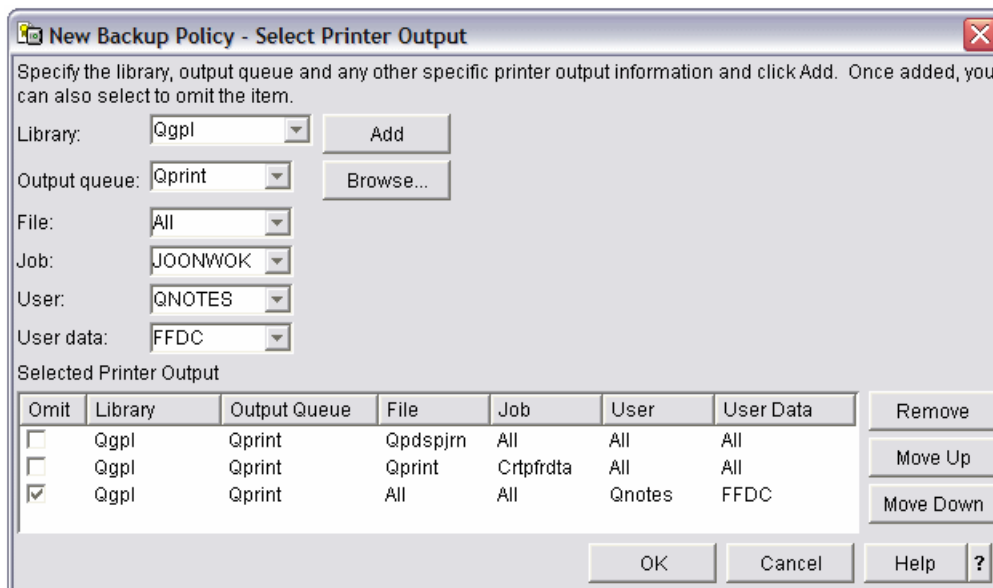 New Backup Policy - Select Printer Output
Specify the library, output queue and any other specific printer output information and click Add. Once added, you
can also select to omit the item.
Library: Qgpl Add
Output queue: Qprint Browse...
File: All
Job: JOONWOK
User: QNOTES
User data: FFDC
Selected Printer Output
Omit Library Output Queue File Job User User Data Remove
Qgpl Qprint Qpdspjrn All All All
Qgpl Qprint Qprint Crtpfrdta All All Move Up
Qgpl Qprint All All Qnotes FFDC Move Down
OK Cancel Help ?